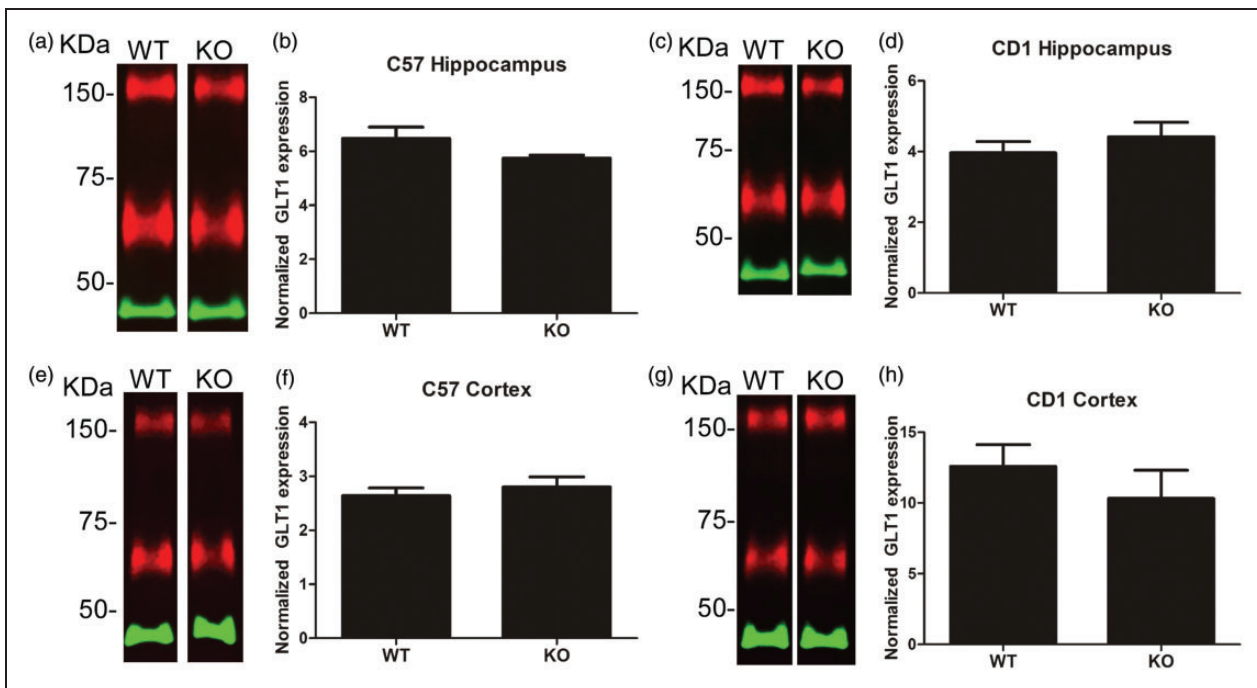 (a) KDa WT KO
150-
75-
50-
(b)
C57 Hippocampus
Normalized GLT1 expression
8
6
4
2
0
WT KO
(c) KDa WT KO
150-
75-
50-
(d)
CD1 Hippocampus
Normalized GLT1 expression
6
4
2
0
WT KO
(e) KDa WT KO
150-
75-
50-
(f)
C57 Cortex
Normalized GLT1 expression
4
3
2
1
0
WT KO
(g) KDa WT KO
150-
75-
50-
(h)
CD1 Cortex
Normalized GLT1 expression
15
10
5
0
WT KO